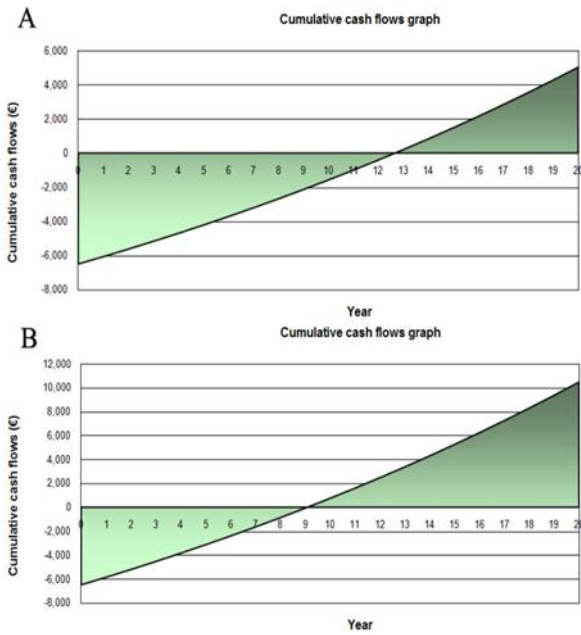 A
Cumulative cash flows graph
Cumulative cash flows (€)
6,000
4,000
2,000
0
-2,000
-4,000
-6,000
-8,000
0 1 2 3 4 5 6 7 8 9 10 11 12 13 14 15 16 17 18 19 20
Year
B
Cumulative cash flows graph
Cumulative cash flows (€)
12,000
10,000
8,000
6,000
4,000
2,000
0
-2,000
-4,000
-6,000
-8,000
0 1 2 3 4 5 6 7 8 9 10 11 12 13 14 15 16 17 18 19 20
Year